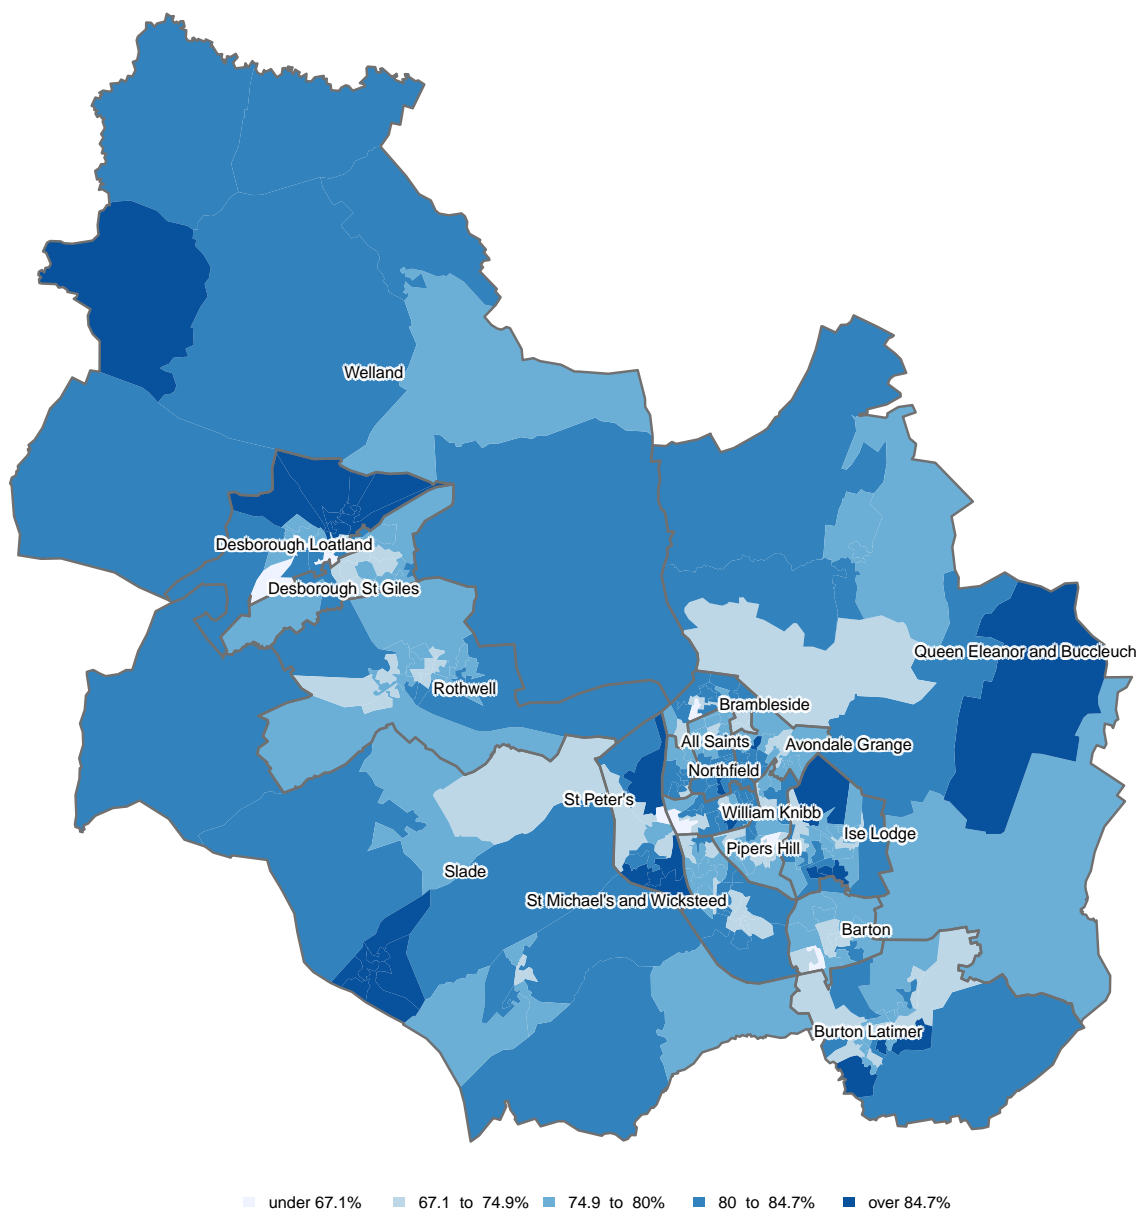 Welland
Desborough Loatland
Desborough St Giles
Queen Eleanor and Buccleuch
Rothwell
Brambleside
All Saints
Avondale Grange
Northfield
St Peter's
William Knibb
Ise Lodge
Pipers Hill
Slade
St Michael's and Wicksteed
Barton
Burton Latimer
under 67.1% 67.1 to 74.9% 74.9 to 80% 80 to 84.7% over 84.7%